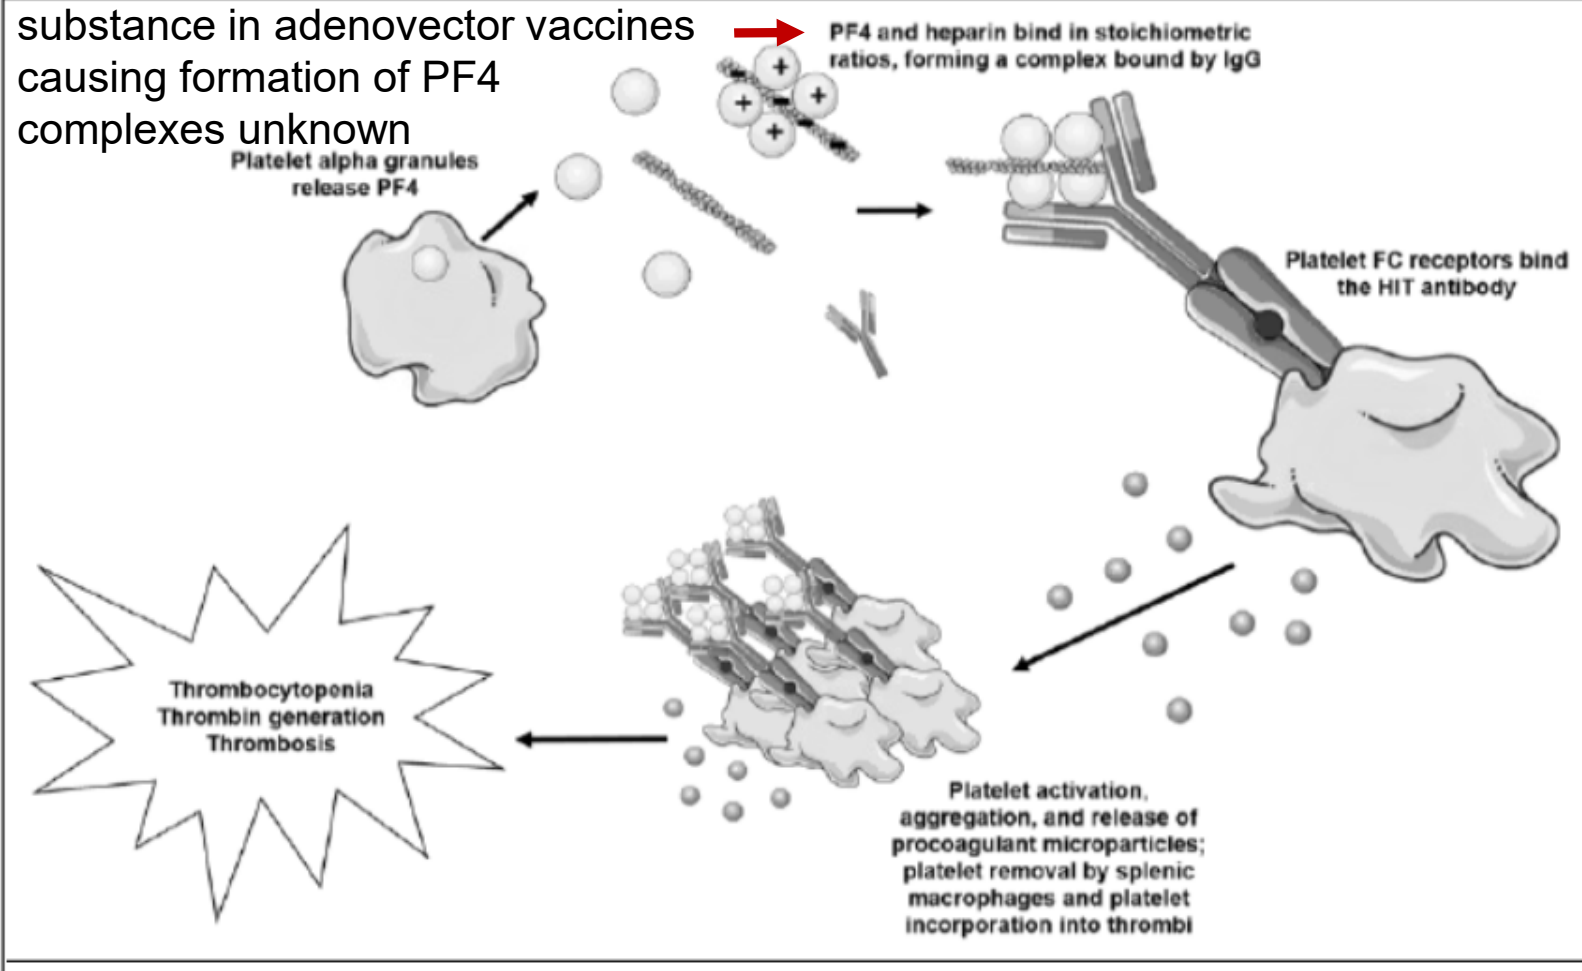 substance in adenovector vaccines
causing formation of PF4
complexes unknown
PF4 and heparin bind in stoichiometric
ratios, forming a complex bound by IgG
Platelet alpha granules
release PF4
+
+
+
+
Platelet FC receptors bind
the HIT antibody
Platelet activation,
aggregation, and release of
procoagulant microparticles;
platelet removal by splenic
macrophages and platelet
incorporation into thrombi
Thrombocytopenia
Thrombin generation
Thrombosis